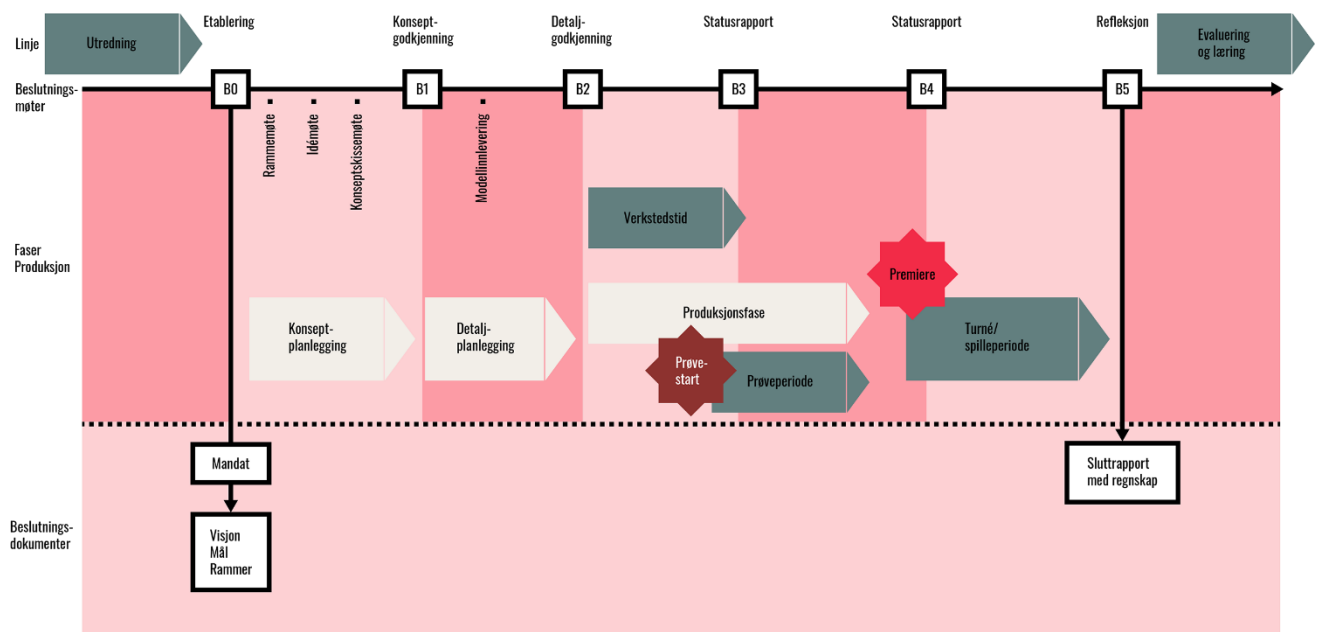 Etablering
Konsept-
godkjenning
Detalj-
godkjenning
Statusrapport
Statusrapport
Refleksjon
Linje
Utredning
Evaluering
og læring
Beslutnings-
møter
B0
B1
B2
B3
B4
B5
Rammemøte
Idémøte
Konseptskissemøte
Modellinnlevering
Verkstedstid
Faser
Produksjon
Premiere
Produksjonsfase
Konsept-
planlegging
Detalj-
planlegging
Turné/
spilleperiode
Prøve-
start
Prøveperiode
Mandat
Sluttrapport
med regnskap
Beslutnings-
dokumenter
Visjon
Mål
Rammer